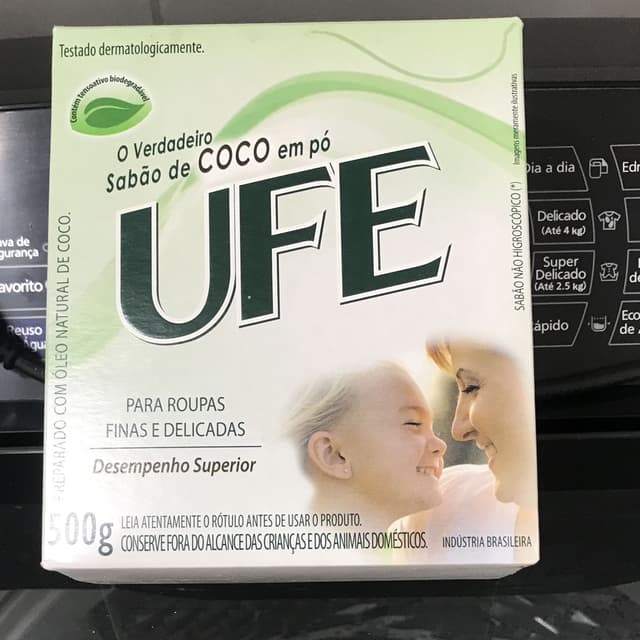 Testado dermatologicamente.
Contém tensoativo biodegradável
O Verdadeiro
Sabão de COCO em pó
UFE
PREPARADO COM ÓLEO NATURAL DE COCO.
PARA ROUPAS
FINAS E DELICADAS
Desempenho Superior
500g
LEIA ATENTAMENTE O RÓTULO ANTES DE USAR O PRODUTO.
CONSERVE FORA DO ALCANCE DAS CRIANÇAS E DOS ANIMAIS DOMÉSTICOS.
INDÚSTRIA BRASILEIRA
Imagens meramente ilustrativas
SABÃO NÃO HIGROSCÓPICO (*)
Dia a dia
Delicado
(Até 4 kg)
Super
Delicado
(Até 2.5 kg)